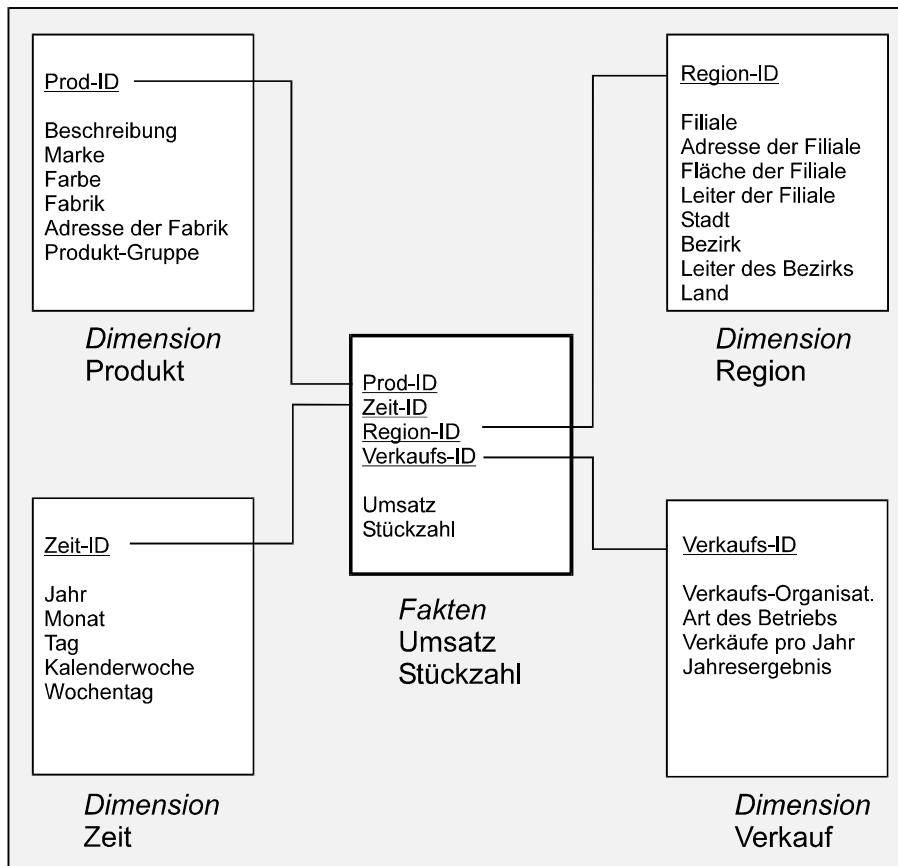 Prod-ID
Beschreibung
Marke
Farbe
Fabrik
Adresse der Fabrik
Produkt-Gruppe
Dimension
Produkt
Region-ID
Filiale
Adresse der Filiale
Fläche der Filiale
Leiter der Filiale
Stadt
Bezirk
Leiter des Bezirks
Land
Dimension
Region
Prod-ID
Zeit-ID
Region-ID
Verkaufs-ID
Umsatz
Stückzahl
Fakten
Umsatz
Stückzahl
Zeit-ID
Jahr
Monat
Tag
Kalenderwoche
Wochentag
Dimension
Zeit
Verkaufs-ID
Verkaufs-Organisat.
Art des Betriebs
Verkäufe pro Jahr
Jahresergebnis
Dimension
Verkauf